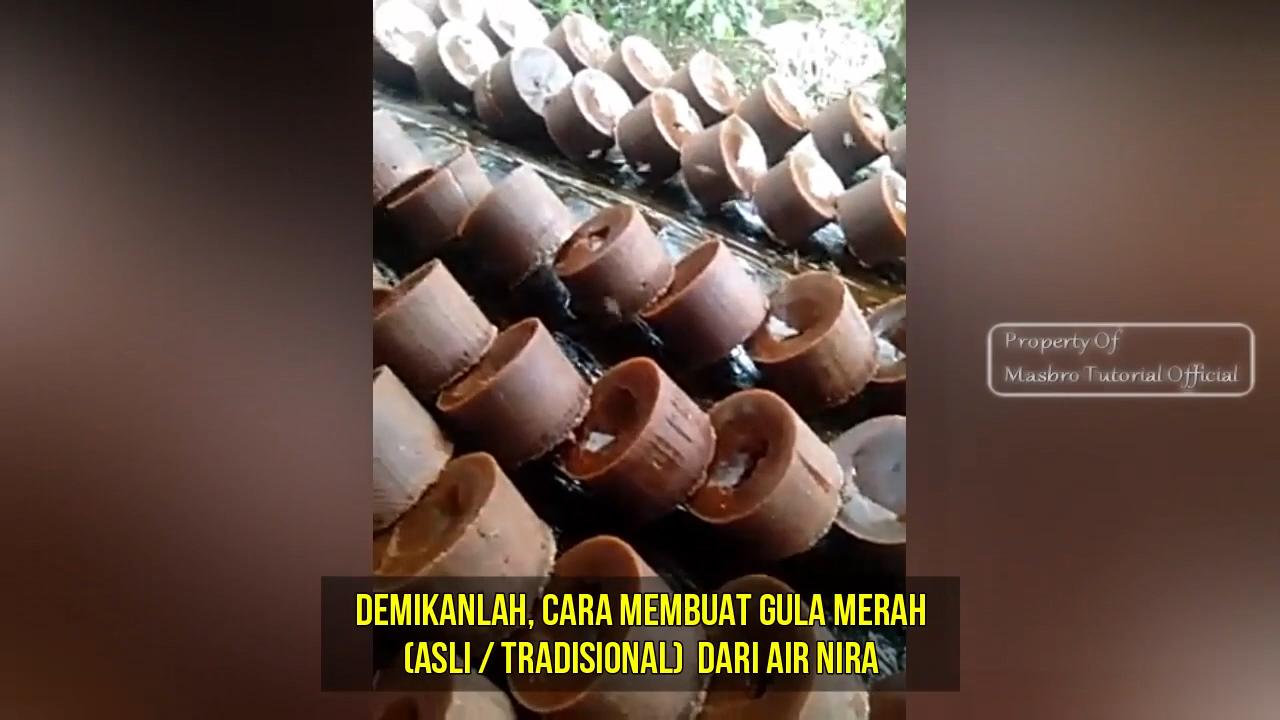 Property Of
Masbro Tutorial Official
DEMIKANLAH, CARA MEMBUAT GULA MERAH
(ASLI / TRADISIONAL) DARI AIR NIRA